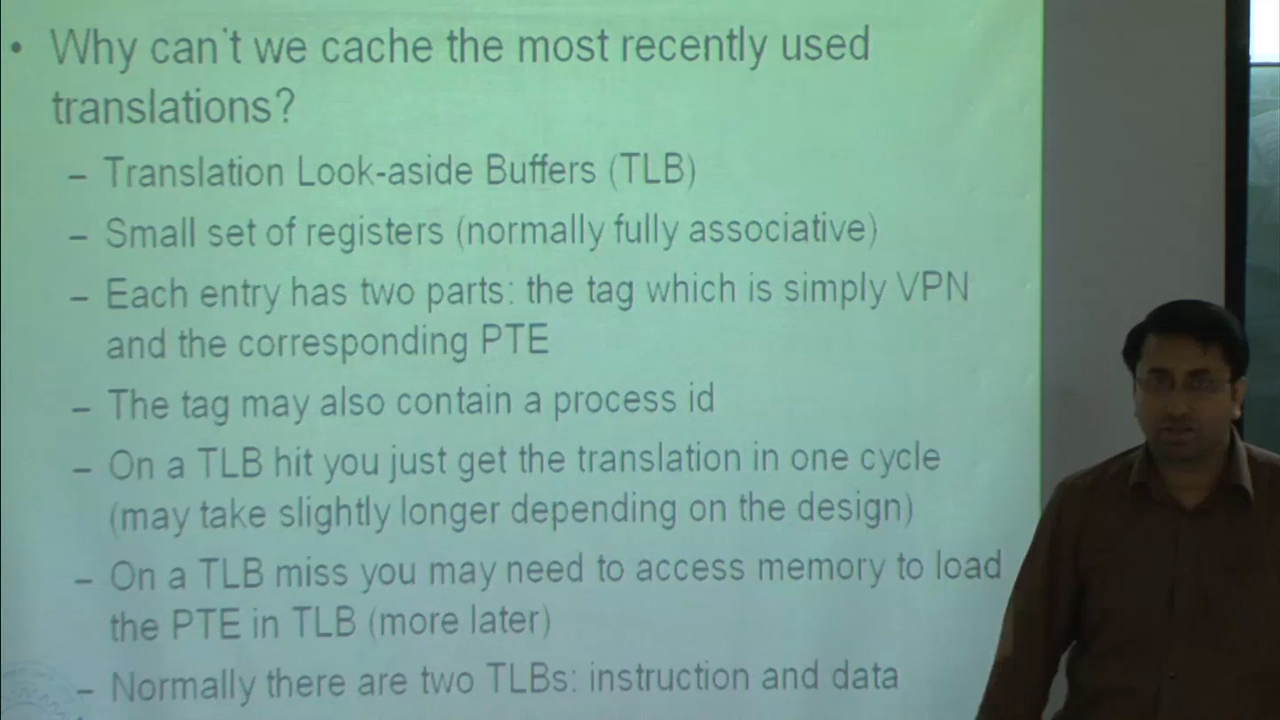 • Why can't we cache the most recently used
translations?
– Translation Look-aside Buffers (TLB)
– Small set of registers (normally fully associative)
– Each entry has two parts: the tag which is simply VPN
and the corresponding PTE
– The tag may also contain a process id
– On a TLB hit you just get the translation in one cycle
(may take slightly longer depending on the design)
– On a TLB miss you may need to access memory to load
the PTE in TLB (more later)
– Normally there are two TLBs: instruction and data